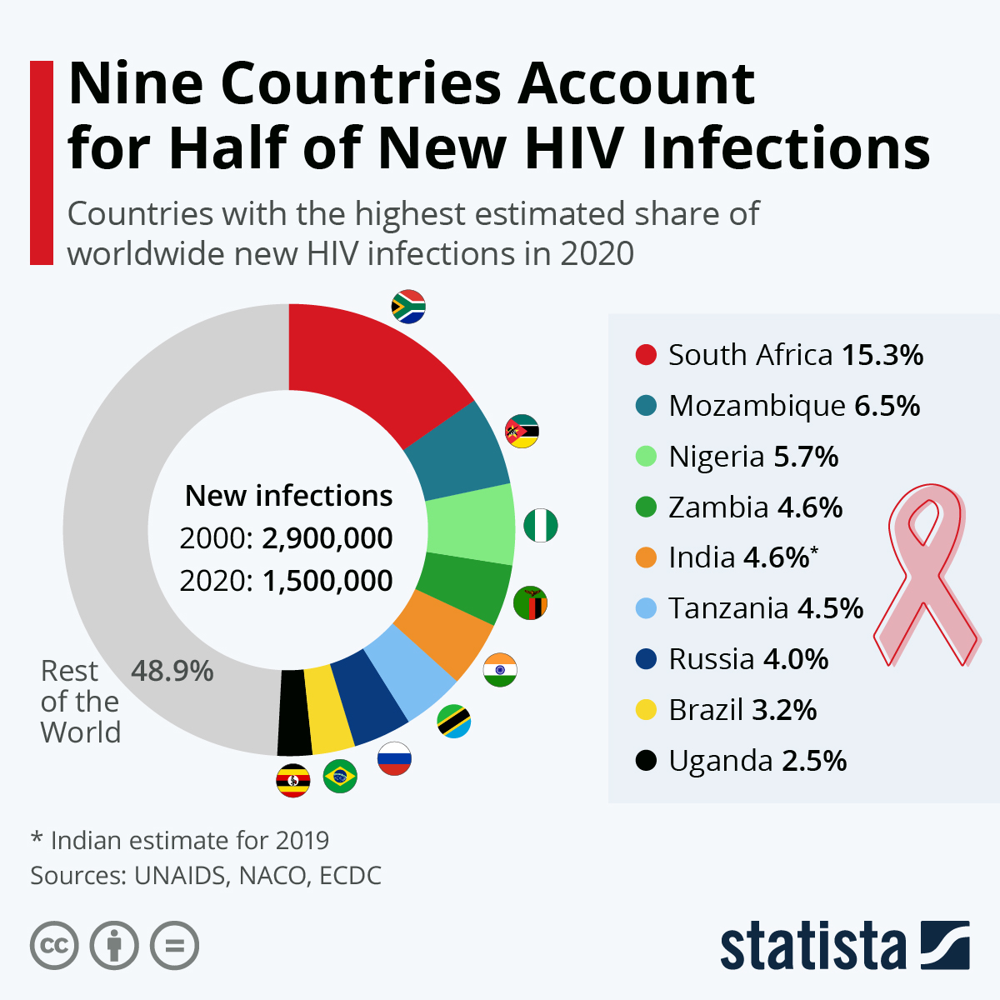 Nine Countries Account
for Half of New HIV Infections
Countries with the highest estimated share of
worldwide new HIV infections in 2020
New infections
2000: 2,900,000
2020: 1,500,000
Rest 48.9%
of the
World
South Africa 15.3%
Mozambique 6.5%
Nigeria 5.7%
Zambia 4.6%
India 4.6%*
Tanzania 4.5%
Russia 4.0%
Brazil 3.2%
Uganda 2.5%
* Indian estimate for 2019
Sources: UNAIDS, NACO, ECDC
cc
statista